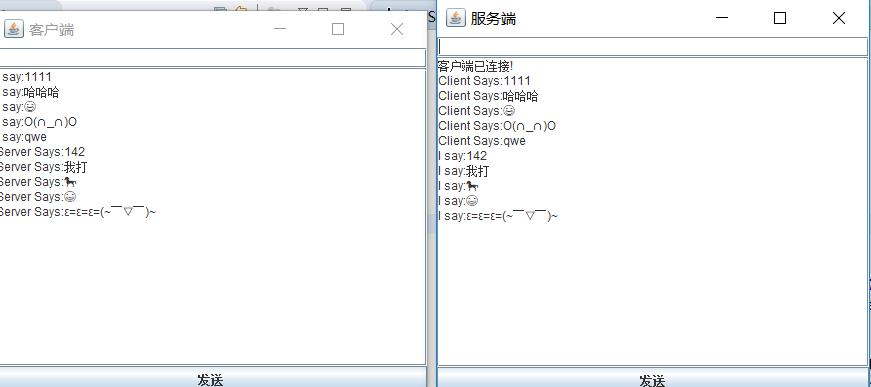 客户端
say:1111
say:哈哈哈
say:😄
say:O(∩_∩)O
say:qwe
Server Says:142
Server Says:我打
Server Says:🐎
Server Says:😀
Server Says:ε=ε=ε=(~￣▽￣)~
发送
服务端
客户端已连接!
Client Says:1111
Client Says:哈哈哈
Client Says:😄
Client Says:O(∩_∩)O
Client Says:qwe
I say:142
I say:我打
I say:🐎
I say:😀
I say:ε=ε=ε=(~￣▽￣)~
发送